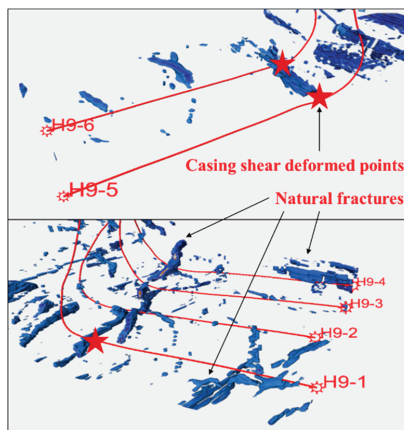 H9-6
H9-5
Casing shear deformed points
Natural fractures
H9-4
H9-3
H9-2
H9-1